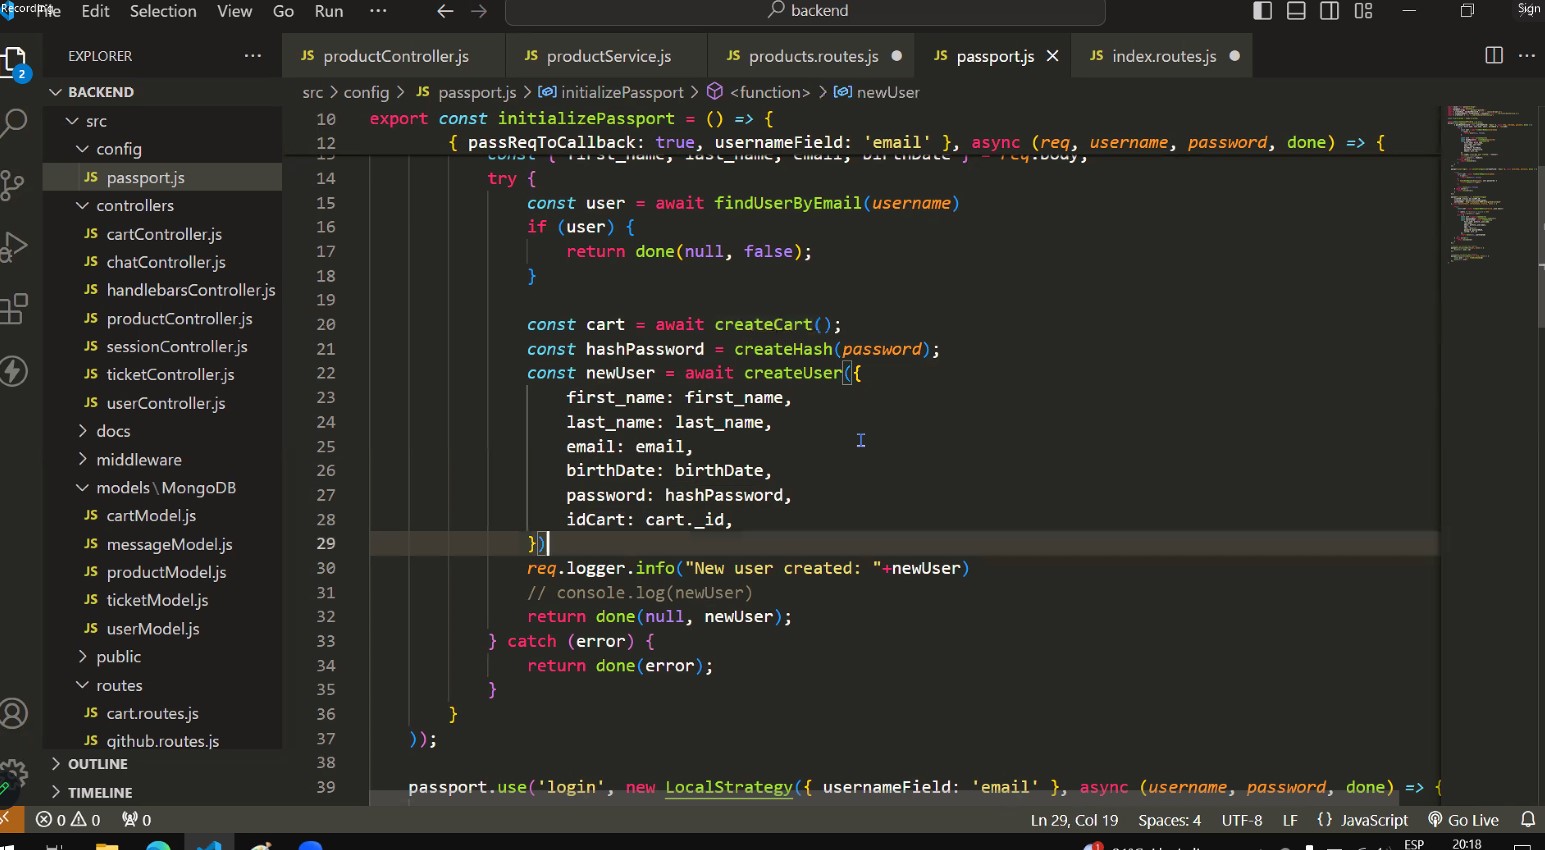 Recording
File Edit Selection View Go Run ··· backend
Sign
2
EXPLORER ···
BACKEND
src
config
JS passport.js
controllers
JS cartController.js
JS chatController.js
JS handlebarsController.js
JS productController.js
JS sessionController.js
JS ticketController.js
JS userController.js
docs
middleware
models\MongoDB
JS cartModel.js
JS messageModel.js
JS productModel.js
JS ticketModel.js
JS userModel.js
public
routes
JS cart.routes.js
JS github.routes.js
OUTLINE
TIMELINE
JS productController.js JS productService.js JS products.routes.js JS passport.js JS index.routes.js ···
src > config > JS passport.js > initializePassport > <function> > newUser
10 export const initializePassport = () => {
12 { passReqToCallback: true, usernameField: 'email' }, async (req, username, password, done) => {
13 const { first_name, last_name, email, birthDate } = req.body;
14 try {
15 const user = await findUserByEmail(username)
16 if (user) {
17 return done(null, false);
18 }
19
20 const cart = await createCart();
21 const hashPassword = createHash(password);
22 const newUser = await createUser({
23 first_name: first_name,
24 last_name: last_name,
25 email: email,
26 birthDate: birthDate,
27 password: hashPassword,
28 idCart: cart._id,
29 })
30 req.logger.info("New user created: "+newUser)
31 // console.log(newUser)
32 return done(null, newUser);
33 } catch (error) {
34 return done(error);
35 }
36 }
37 ));
38
39 passport.use('login', new LocalStrategy({ usernameField: 'email' }, async (username, password, done) => {
0 0 0 Ln 29, Col 19 Spaces: 4 UTF-8 LF {} JavaScript Go Live
1 ESP 20:18